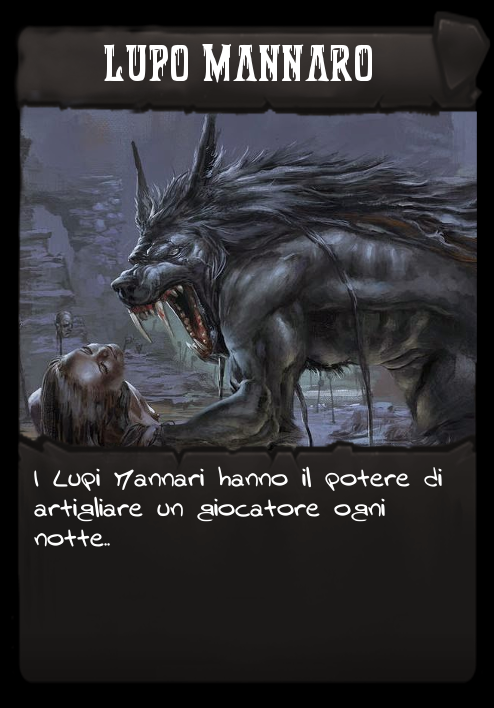 LUPO MANNARO
I Lupi Mannari hanno il potere di
artigliare un giocatore ogni
notte..